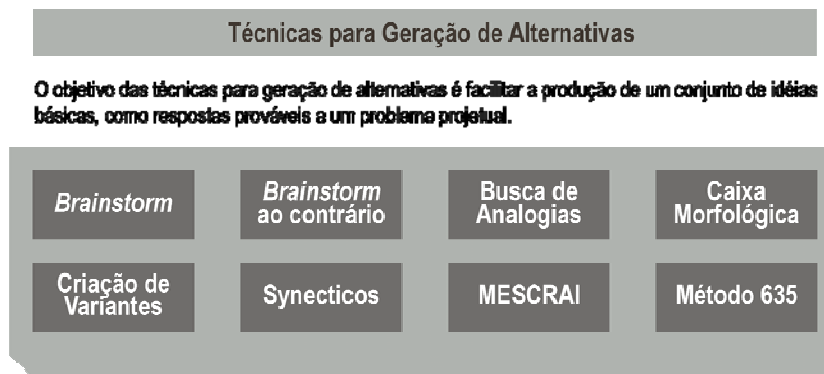 Técnicas para Geração de Alternativas
O objetivo das técnicas para geração de alternativas é facilitar a produção de um conjunto de idéias
básicas, como respostas prováveis a um problema projetual.
Brainstorm
Brainstorm
ao contrário
Busca de
Analogias
Caixa
Morfológica
Criação de
Variantes
Synecticos
MESCRAI
Método 635